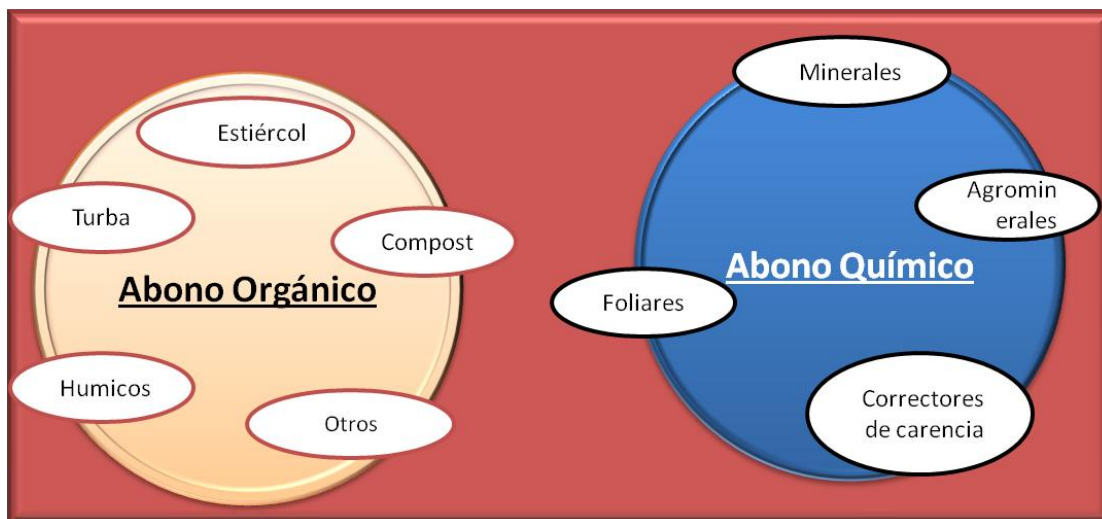 Estiércol
Turba
Compost
Abono Orgánico
Humicos
Otros
Minerales
Agromin
erales
Abono Químico
Foliares
Correctores
de carencia